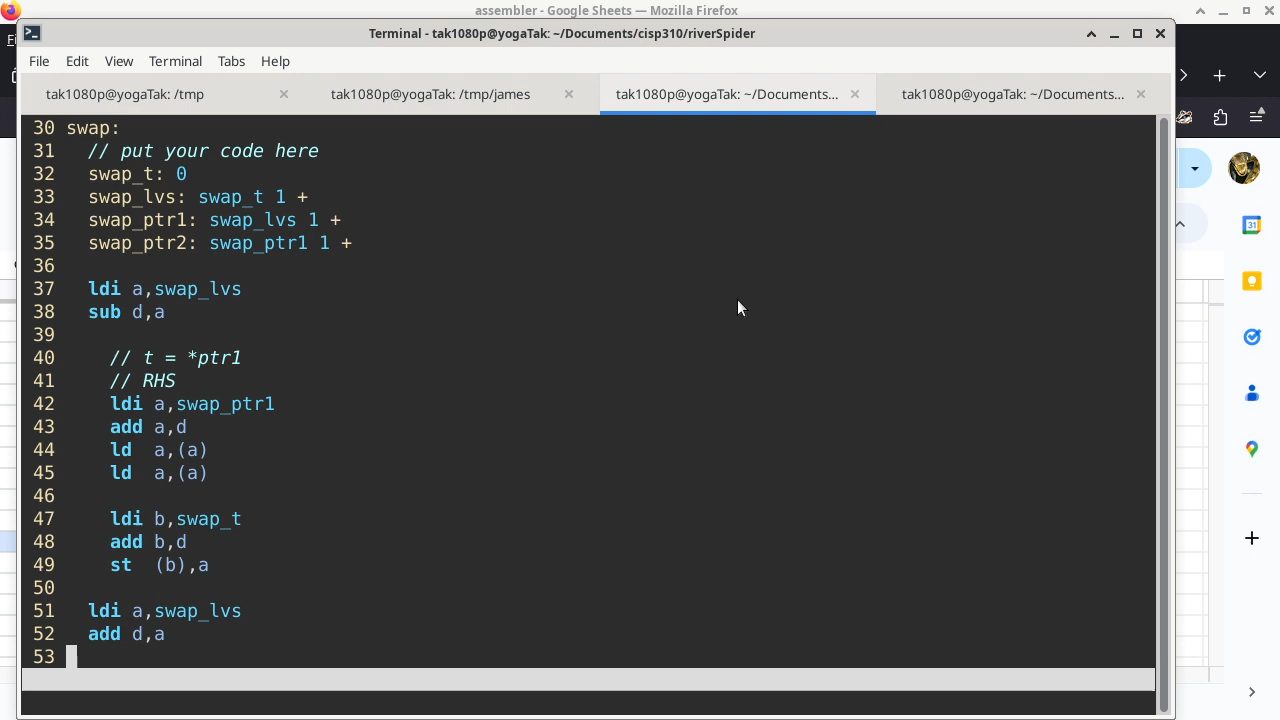 assembler - Google Sheets — Mozilla Firefox
Terminal - tak1080p@yogaTak: ~/Documents/cisp310/riverSpider
File Edit View Terminal Tabs Help
tak1080p@yogaTak: /tmp
tak1080p@yogaTak: /tmp/james
tak1080p@yogaTak: ~/Documents...
tak1080p@yogaTak: ~/Documents...
30 swap:
31 // put your code here
32 swap_t: 0
33 swap_lvs: swap_t 1 +
34 swap_ptr1: swap_lvs 1 +
35 swap_ptr2: swap_ptr1 1 +
36
37 ldi a,swap_lvs
38 sub d,a
39
40 // t = *ptr1
41 // RHS
42 ldi a,swap_ptr1
43 add a,d
44 ld a,(a)
45 ld a,(a)
46
47 ldi b,swap_t
48 add b,d
49 st (b),a
50
51 ldi a,swap_lvs
52 add d,a
53
31